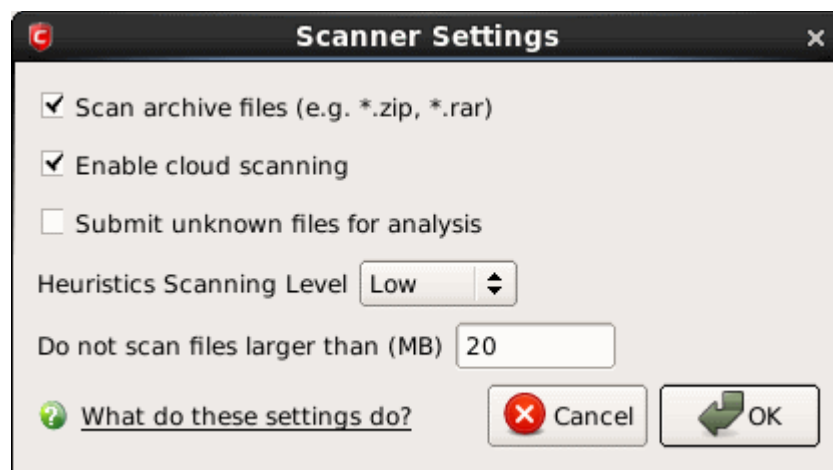 Scanner Settings
Scan archive files (e.g. *.zip, *.rar)
Enable cloud scanning
Submit unknown files for analysis
Heuristics Scanning Level Low
Do not scan files larger than (MB) 20
What do these settings do? Cancel OK